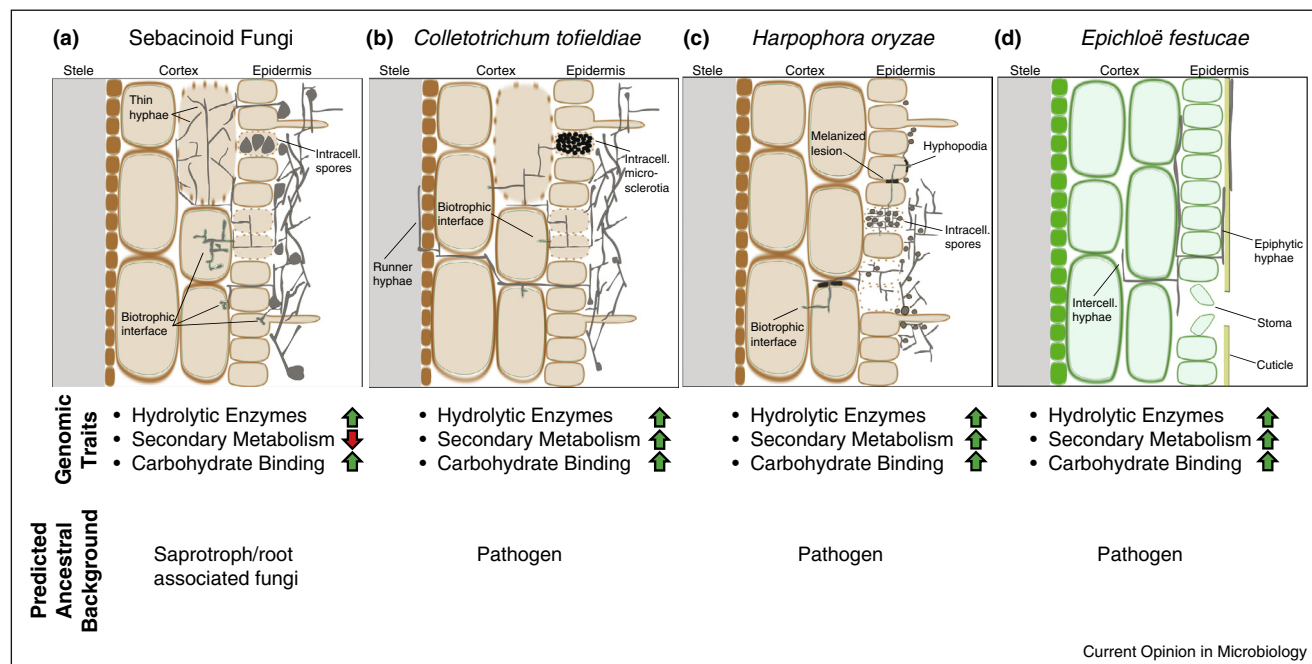 (a) Sebacinoid Fungi
Stele Cortex Epidermis
Thin
hyphae
Intracell.
spores
Biotrophic
interface
(b) Colletotrichum tofieldiae
Stele Cortex Epidermis
Intracell.
micro-
sclerotia
Biotrophic
interface
Runner
hyphae
(c) Harpophora oryzae
Stele Cortex Epidermis
Melanized
lesion
Hyphopodia
Intracell.
spores
Biotrophic
interface
(d) Epichloë festucae
Stele Cortex Epidermis
Epiphytic
hyphae
Intercell.
hyphae
Stoma
Cuticle
Genomic
Traits
• Hydrolytic Enzymes
• Secondary Metabolism
• Carbohydrate Binding
• Hydrolytic Enzymes
• Secondary Metabolism
• Carbohydrate Binding
• Hydrolytic Enzymes
• Secondary Metabolism
• Carbohydrate Binding
• Hydrolytic Enzymes
• Secondary Metabolism
• Carbohydrate Binding
Predicted
Ancestral
Background
Saprotroph/root
associated fungi
Pathogen
Pathogen
Pathogen
Current Opinion in Microbiology